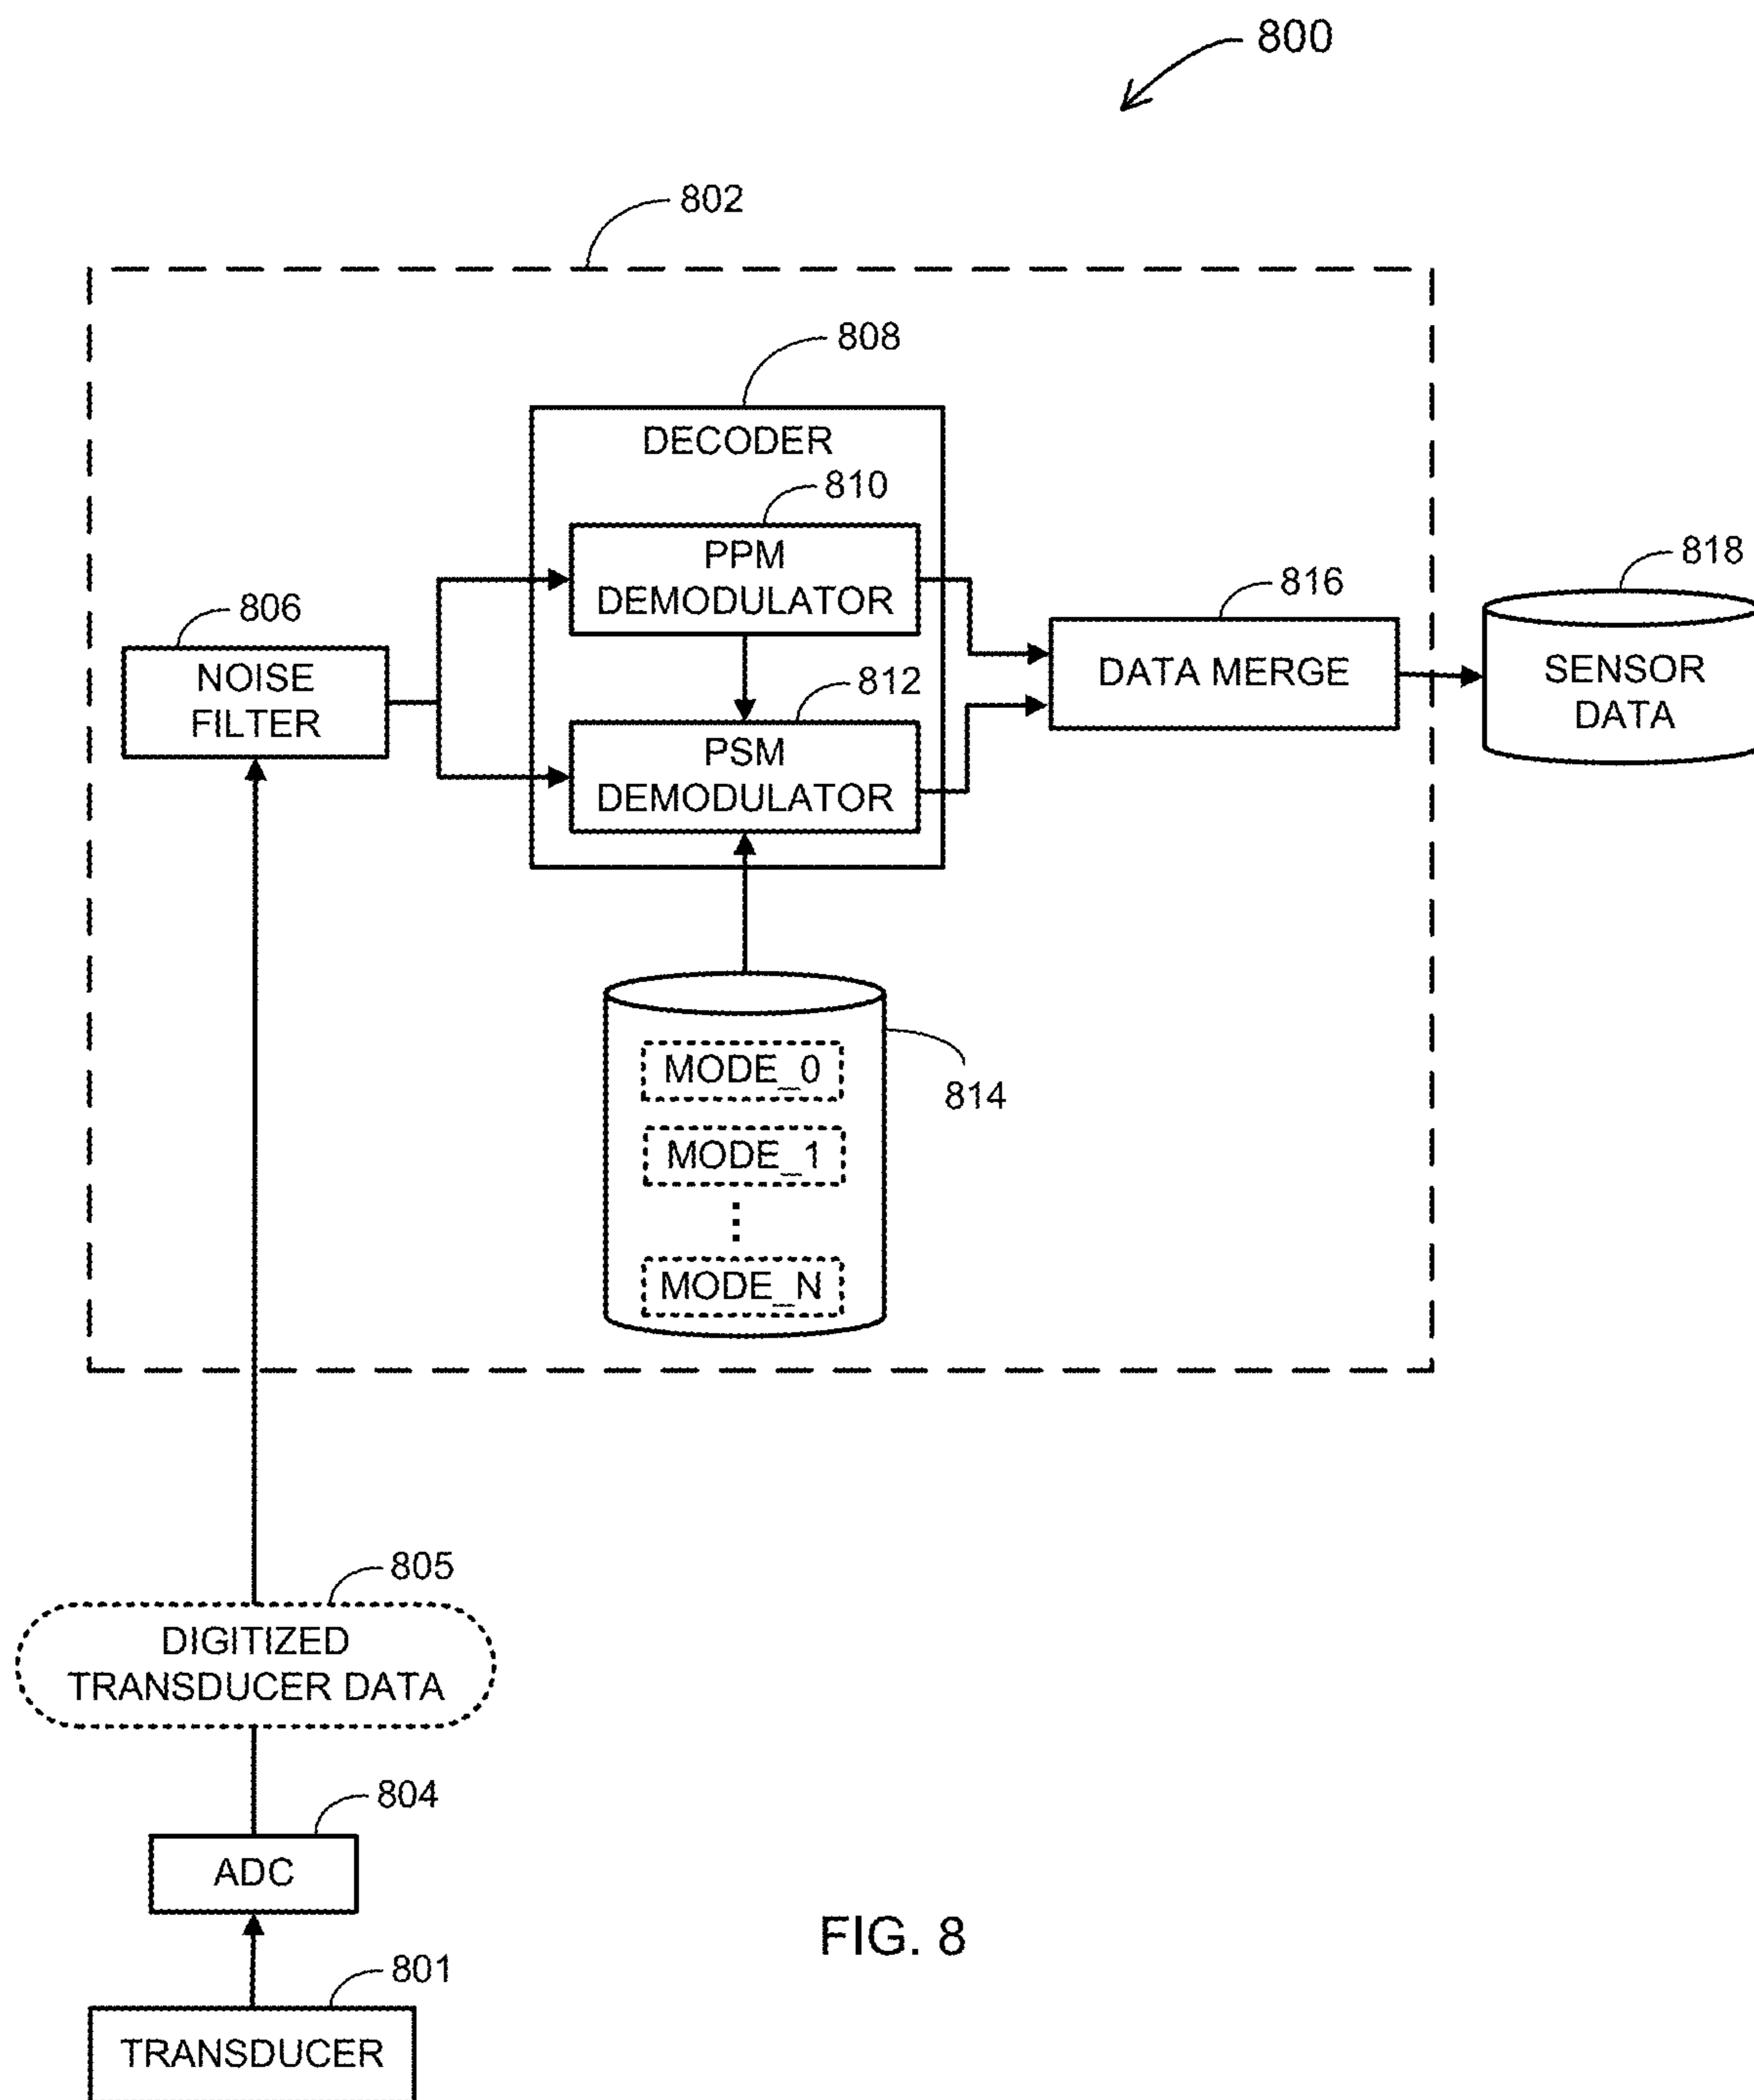 800
802
808
DECODER
810
PPM
DEMODULATOR
818
806
816
NOISE
FILTER
812
DATA MERGE
SENSOR
DATA
PSM
DEMODULATOR
MODE_0
814
MODE_1
MODE_N
805
DIGITIZED
TRANSDUCER DATA
804
ADC
FIG. 8
801
TRANSDUCER